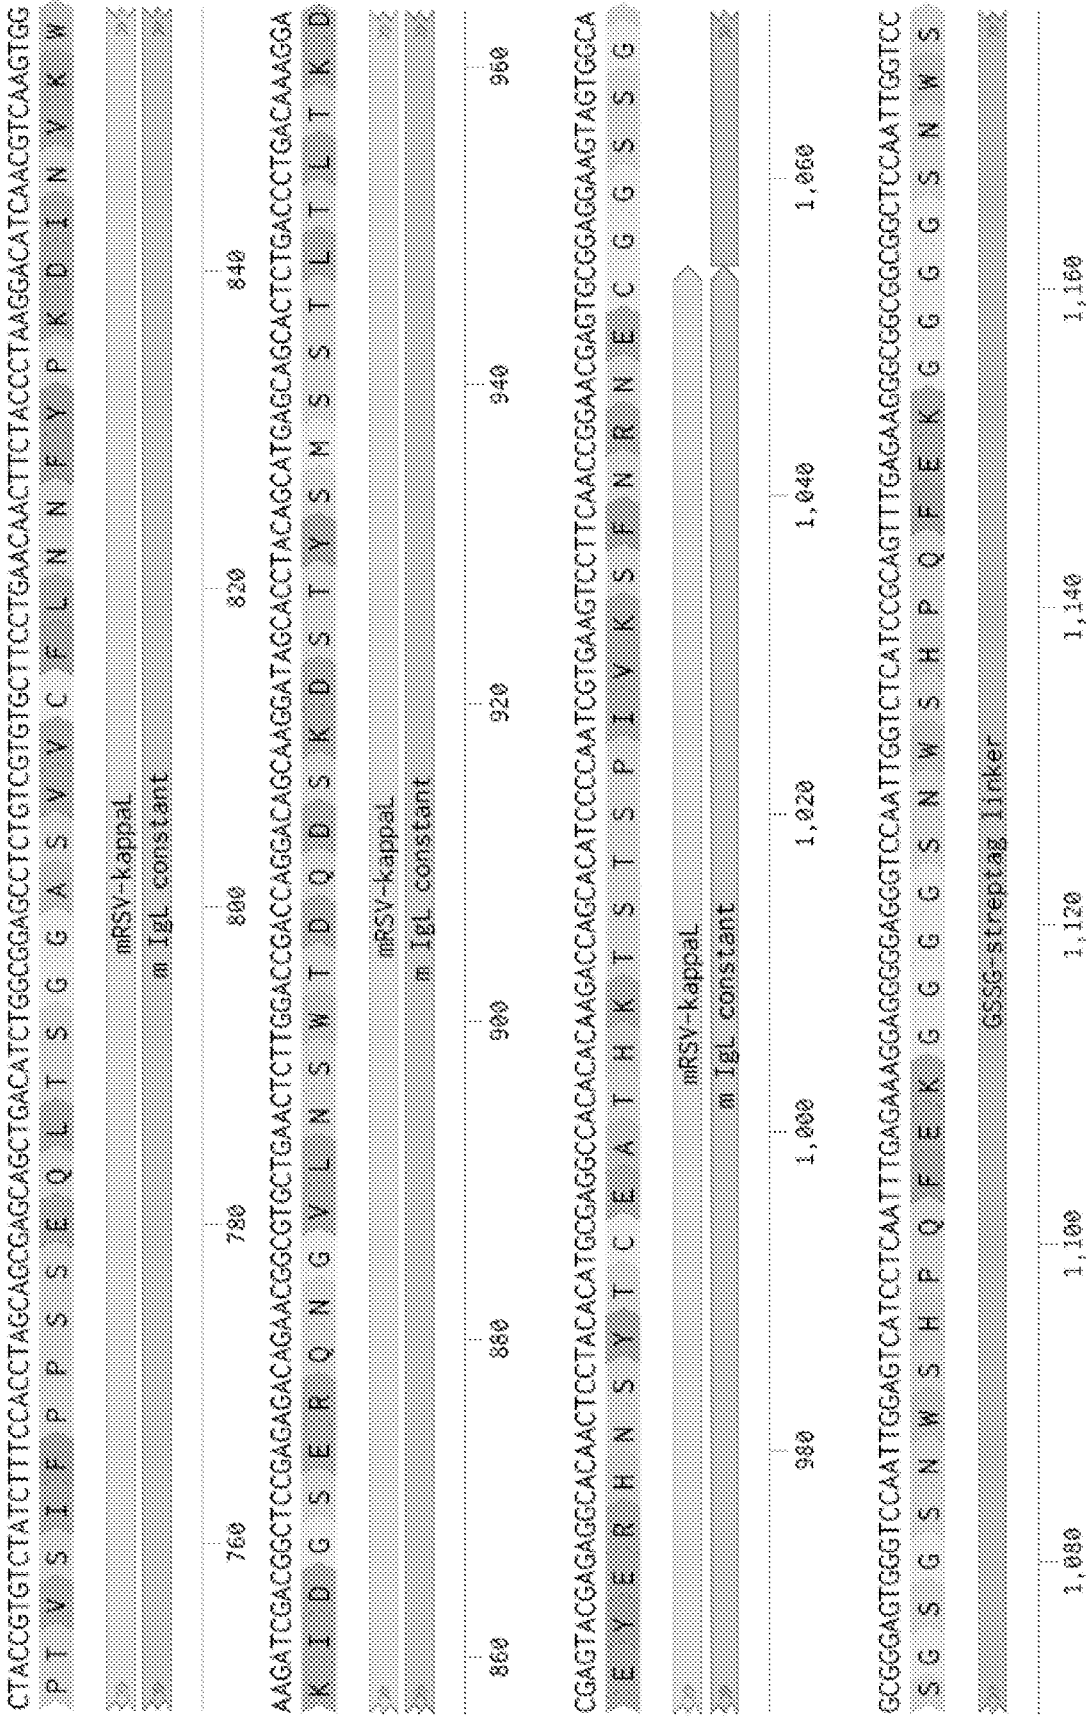 CTACCGTGTCTATCTTTCCACCTAGCAGCGAGCAGCTGACATCTGGCGGAGCCTCTGTCGTGTGCTTCCTGAACAACTTCTACCCTAAGGACATCAACGTCAAGTGG
P T V S I F P P S S E Q L T S G G A S V V C F L N N F Y P K D I N V K W
mRSV-kappaL
m IgL constant
760 780 800 820 840
AAGATCGACGGCTCCGAGAGACAGAACGGCGTGCTGAACTCTTGGACCGACCAGGACAGCAAGGATAGCACCTACAGCATGAGCAGCACTCTGACCCTGACAAAGGA
K I D G S E R Q N G V L N S W T D Q D S K D S T Y S M S S T L T L T K D
mRSV-kappaL
m IgL constant
860 880 900 920 940 960
CGAGTACGAGAGGCACAACTCCTACACATGCGAGGCCACACACAAGACCAGCACATCCCCAATCGTGAAGTCCTTCAACCGGAACGAGTGCGGAGGAAGTAGTGGCA
E Y E R H N S Y T C E A T H K T S T S P I V K S F N R N E C G G S S G
mRSV-kappaL
m IgL constant
980 1,000 1,020 1,040 1,060
GCGGGAGTGGGTCCAATTGGAGTCATCCTCAATTTGAGAAAGGAGGGGGAGGGTCCAATTGGTCTCATCCGCAGTTTGAGAAGGGCGGCGGCGGCTCCAATTGGTCC
S G S G S N W S H P Q F E K G G G G S N W S H P Q F E K G G G G S N W S
GSSG-streptag linker
1,080 1,100 1,120 1,140 1,160